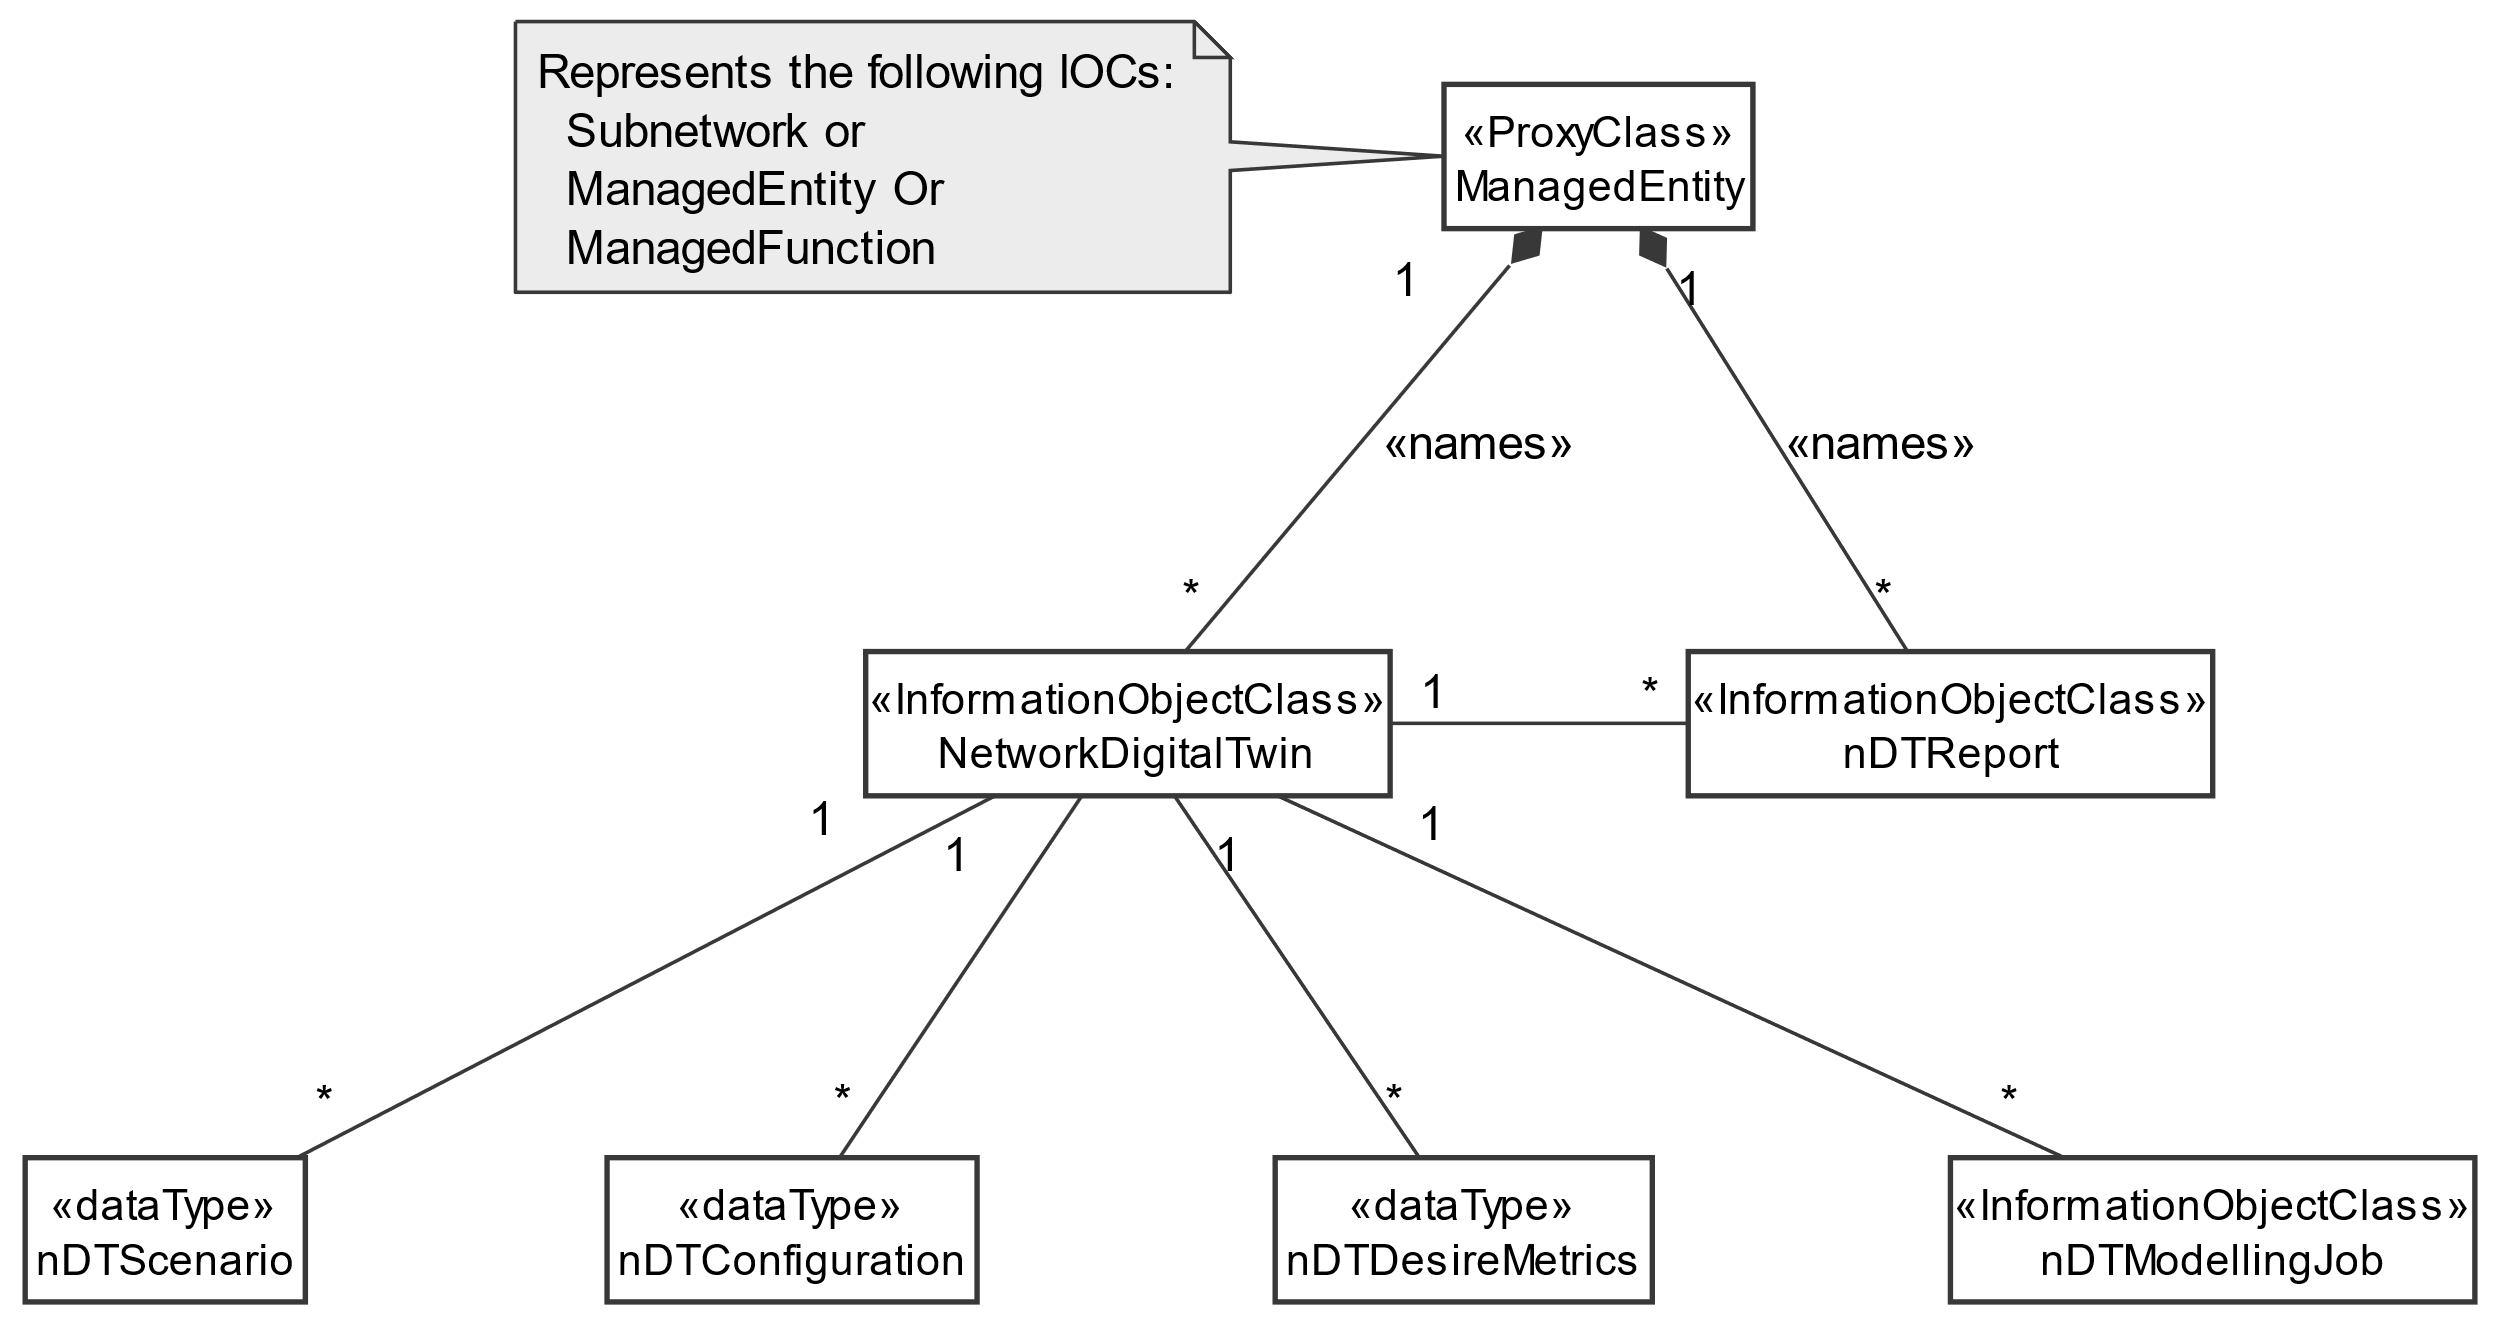 Represents the following IOCs:
Subnetwork or
ManagedEntity Or
ManagedFunction
«ProxyClass»
ManagedEntity
1
1
«names»
«names»
*
*
«InformationObjectClass»
NetworkDigitalTwin
1
*
«InformationObjectClass»
nDTReport
1
1
1
1
*
*
*
*
«dataType»
nDTScenario
«dataType»
nDTConfiguration
«dataType»
nDTDesireMetrics
«InformationObjectClass»
nDTModellingJob